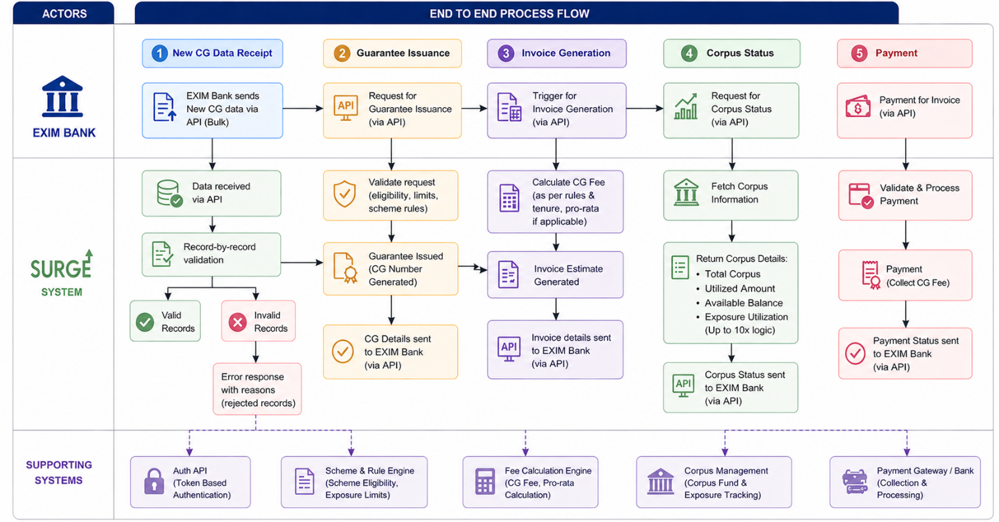 ACTORS
END TO END PROCESS FLOW
1 New CG Data Receipt
2 Guarantee Issuance
3 Invoice Generation
4 Corpus Status
5 Payment
EXIM BANK
EXIM Bank sends
New CG data via
API (Bulk)
API
Request for
Guarantee Issuance
(via API)
Trigger for
Invoice Generation
(via API)
Request for
Corpus Status
(via API)
$
Payment for Invoice
(via API)
SURGE
SYSTEM
Data received
via API
Record-by-record
validation
Valid
Records
Invalid
Records
Error response
with reasons
(rejected records)
Validate request
(eligibility, limits,
scheme rules)
Guarantee Issued
(CG Number
Generated)
CG Details sent
to EXIM Bank
(via API)
Calculate CG Fee
(as per rules &
tenure, pro-rata
if applicable)
Invoice Estimate
Generated
API
Invoice details sent
to EXIM Bank
(via API)
Fetch Corpus
Information
Return Corpus Details:
• Total Corpus
• Utilized Amount
• Available Balance
• Exposure Utilization
(Up to 10x logic)
API
Corpus Status sent
to EXIM Bank
(via API)
Validate & Process
Payment
Payment
(Collect CG Fee)
Payment Status sent
to EXIM Bank
(via API)
SUPPORTING
SYSTEMS
Auth API
(Token Based
Authentication)
Scheme & Rule Engine
(Scheme Eligibility,
Exposure Limits)
Fee Calculation Engine
(CG Fee, Pro-rata
Calculation)
Corpus Management
(Corpus Fund &
Exposure Tracking)
Payment Gateway / Bank
(Collection &
Processing)